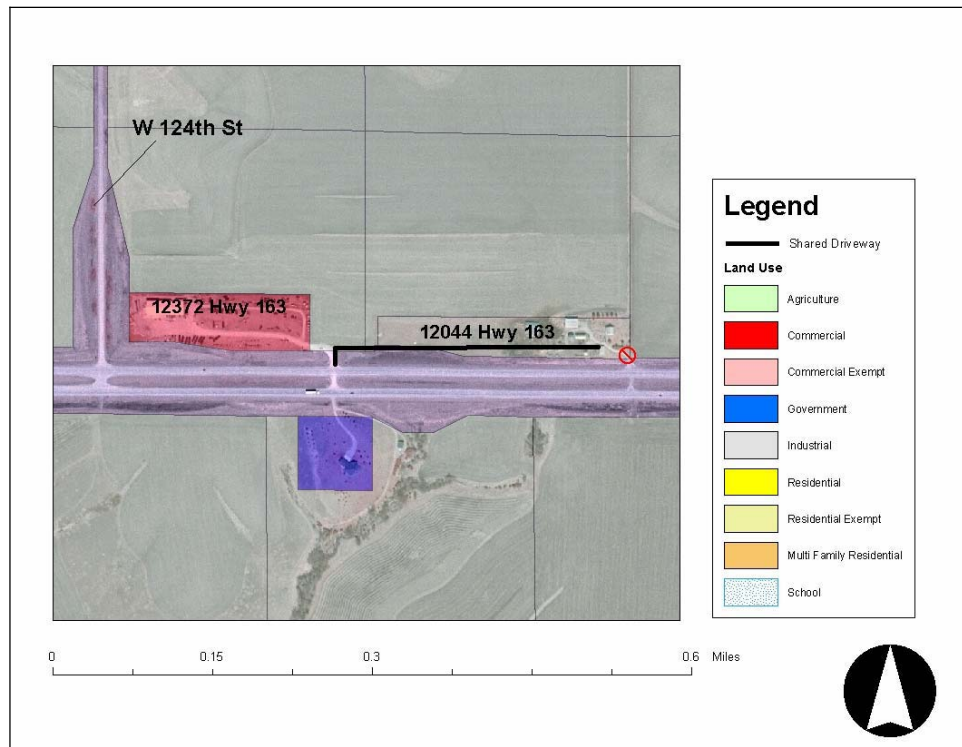 W 124th St
12372 Hwy 163
12044 Hwy 163
Legend
Shared Driveway
Land Use
Agriculture
Commercial
Commercial Exempt
Government
Industrial
Residential
Residential Exempt
Multi Family Residential
School
0 0.15 0.3 0.6 Miles